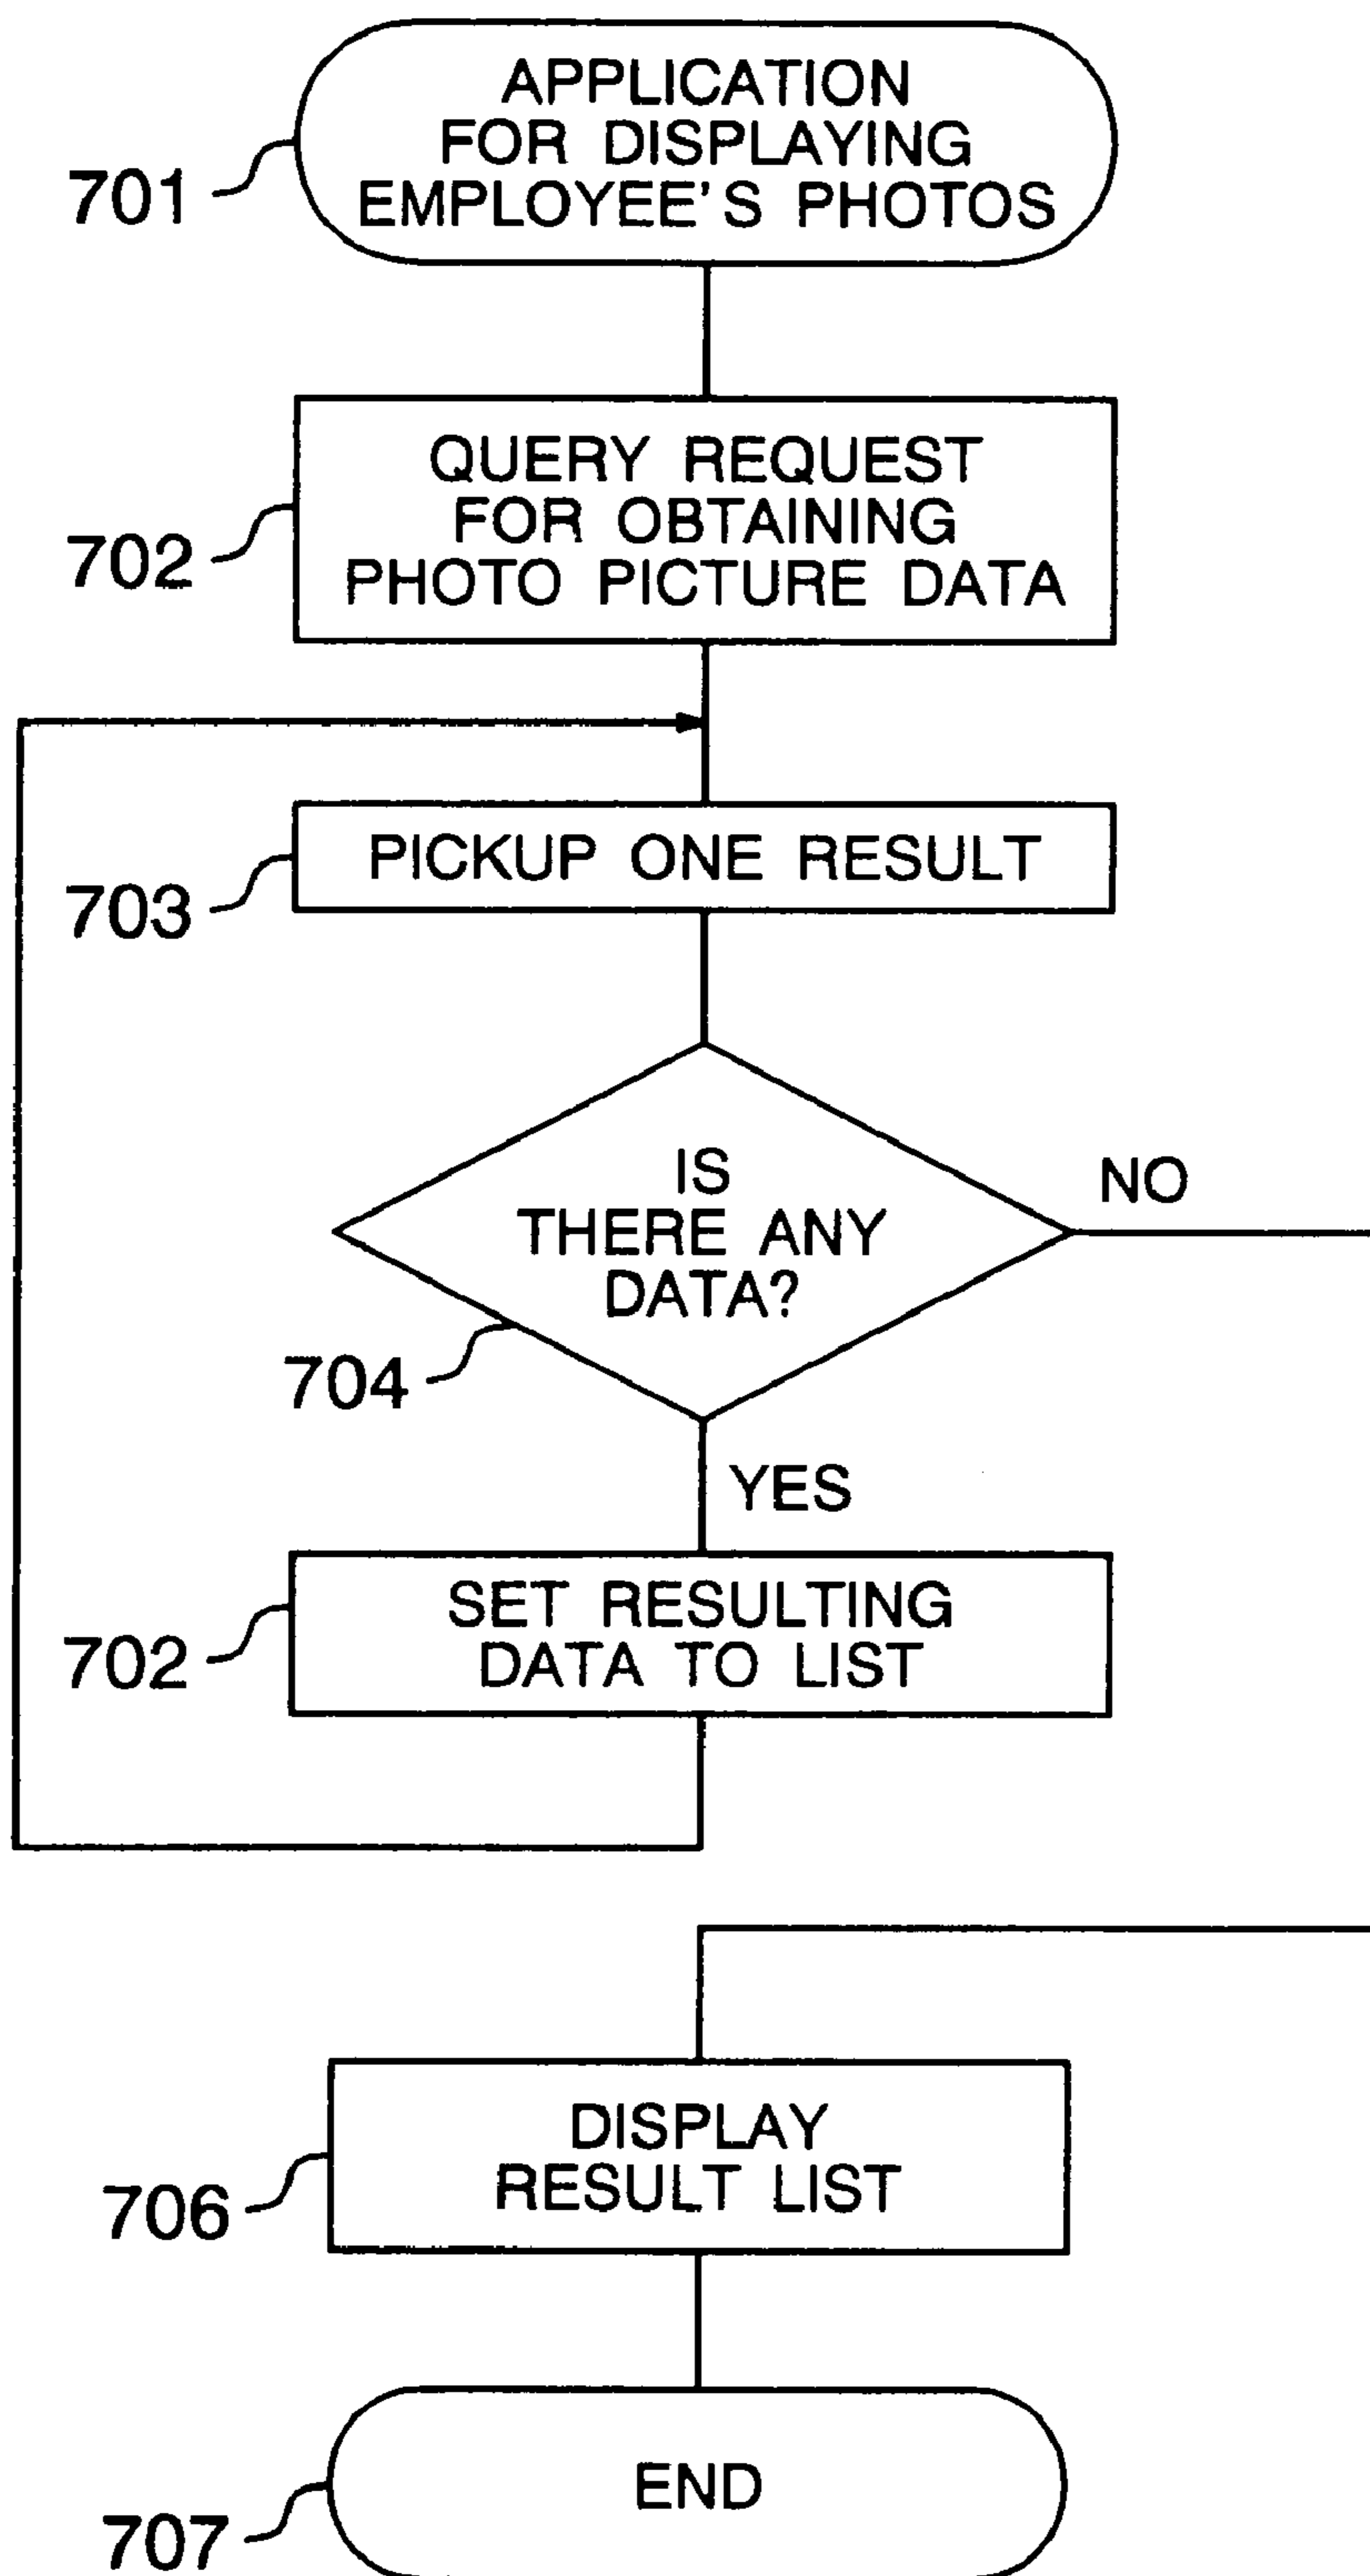 APPLICATION
FOR DISPLAYING
EMPLOYEE'S PHOTOS
701
QUERY REQUEST
FOR OBTAINING
PHOTO PICTURE DATA
702
PICKUP ONE RESULT
703
IS
THERE ANY
DATA?
NO
704
YES
SET RESULTING
DATA TO LIST
702
DISPLAY
RESULT LIST
706
END
707